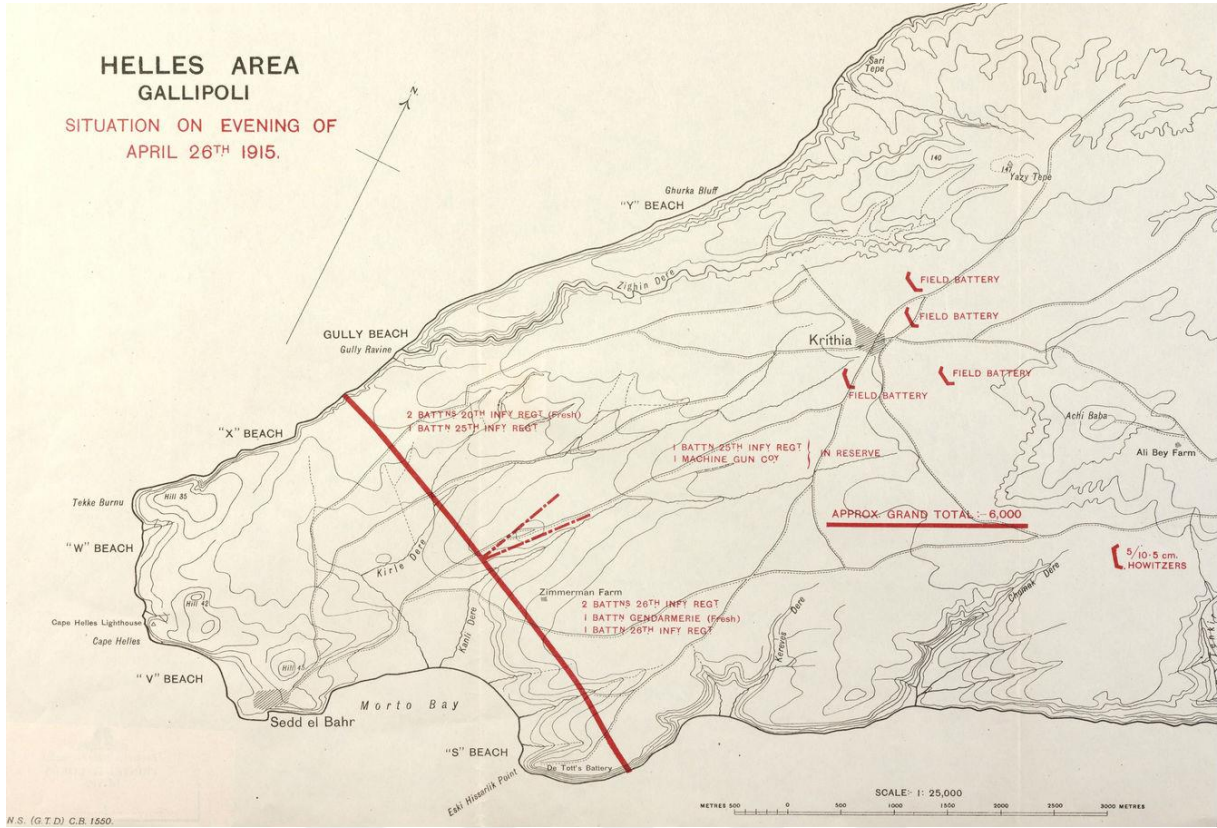 HELLES AREA
GALLIPOLI
SITUATION ON EVENING OF
APRIL 26TH 1915.
N.
Sari
Tepe
140
147
Yazy Tepe
Ghurka Bluff
"Y" BEACH
Zighin Dere
FIELD BATTERY
FIELD BATTERY
GULLY BEACH
Gully Ravine
Krithia
FIELD BATTERY
FIELD BATTERY
2 BATTNS 20TH INFY REGT (Fresh)
1 BATTN 25TH INFY REGT
Achi Baba
"X" BEACH
1 BATTN 25TH INFY REGT
1 MACHINE GUN COY
IN RESERVE
Ali Bey Farm
Tekke Burnu
Hill 35
APPROX. GRAND TOTAL:-6,000
"W" BEACH
Kirle Dere
5/10·5 cm.
HOWITZERS
Chomak Dere
Zimmerman Farm
Hill 42
2 BATTNS 26TH INFY REGT
1 BATTN GENDARMERIE (Fresh)
1 BATTN 26TH INFY REGT
Cape Helles Lighthouse
Cape Helles
Kanli Dere
Kereves Dere
"V" BEACH
Morto Bay
Sedd el Bahr
"S" BEACH
De Tott's Battery
Eski Hissarlik Point
SCALE:- 1: 25,000
METRES 500 0 500 1000 1500 2000 2500 3000 METRES
N.S. (G.T.D) C.B. 1550.